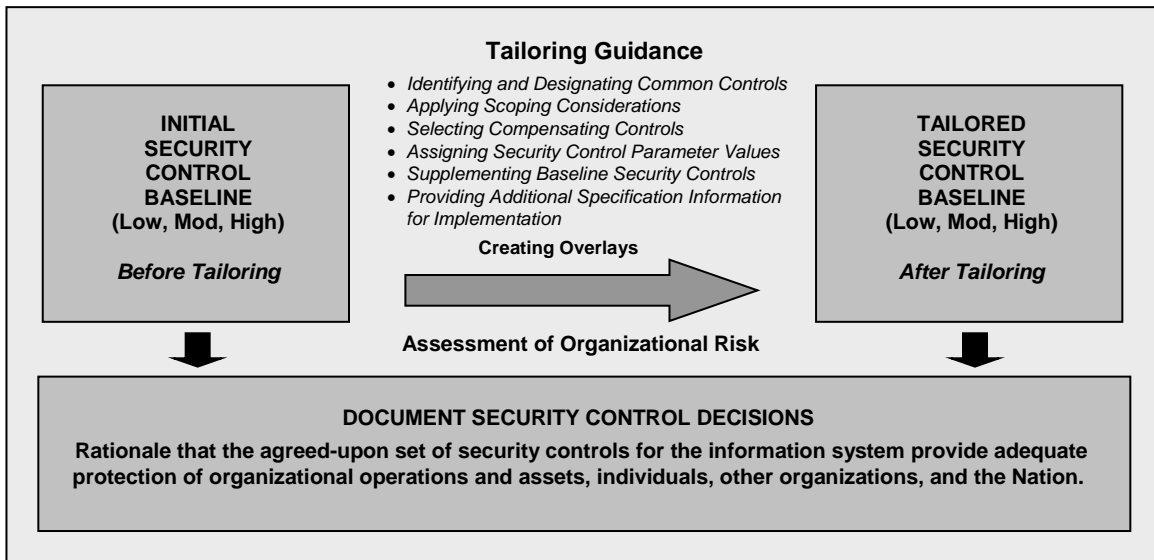 Tailoring Guidance
• Identifying and Designating Common Controls
• Applying Scoping Considerations
• Selecting Compensating Controls
• Assigning Security Control Parameter Values
• Supplementing Baseline Security Controls
• Providing Additional Specification Information
for Implementation
INITIAL
SECURITY
CONTROL
BASELINE
(Low, Mod, High)
Before Tailoring
Creating Overlays
Assessment of Organizational Risk
TAILORED
SECURITY
CONTROL
BASELINE
(Low, Mod, High)
After Tailoring
DOCUMENT SECURITY CONTROL DECISIONS
Rationale that the agreed-upon set of security controls for the information system provide adequate
protection of organizational operations and assets, individuals, other organizations, and the Nation.